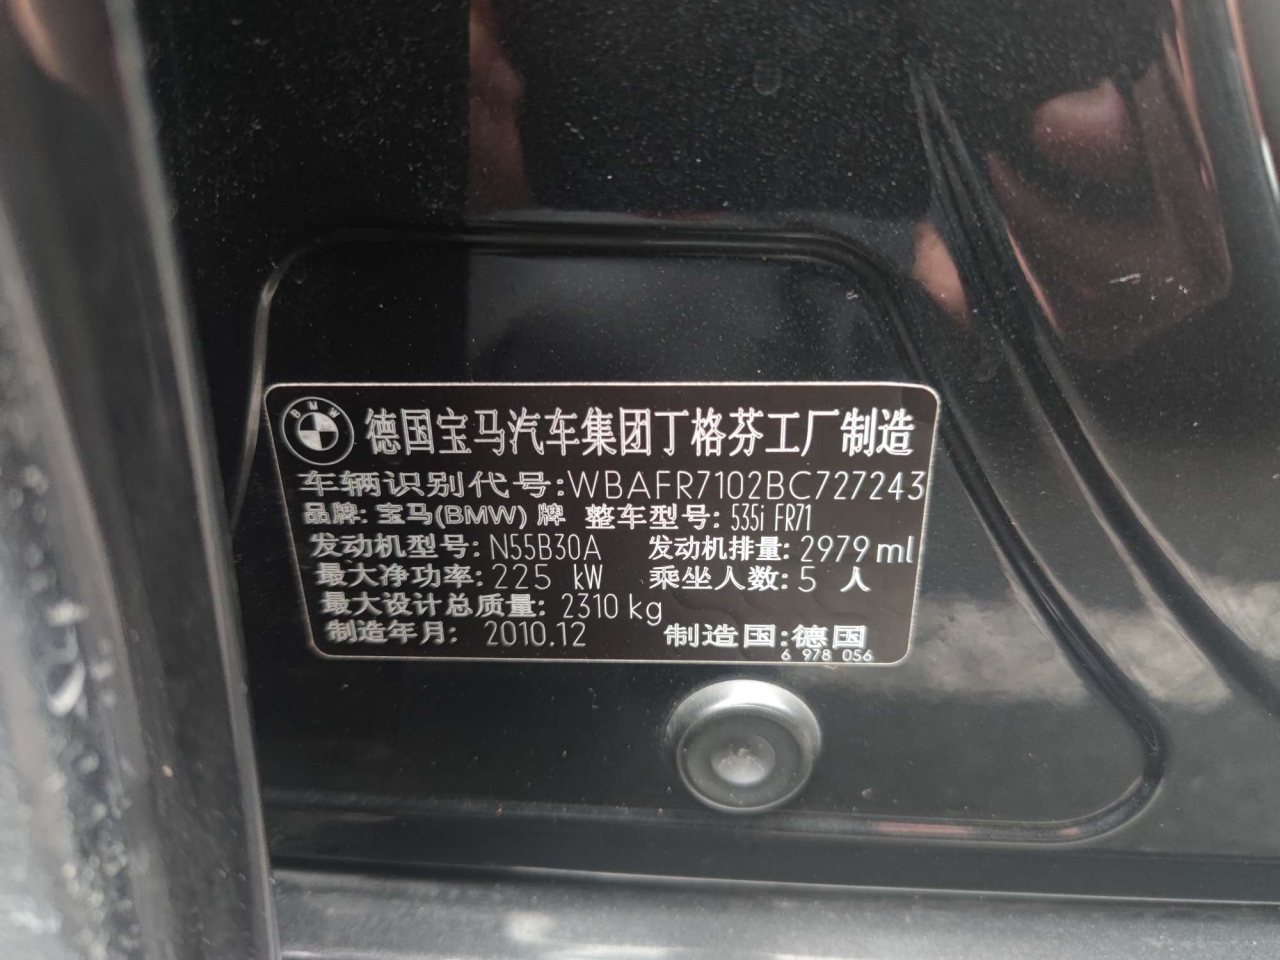 BMW 德国宝马汽车集团丁格芬工厂制造
车辆识别代号:WBAFR7102BC727243
品牌: 宝马(BMW) 牌 整车型号: 535i FR71
发动机型号: N55B30A 发动机排量: 2979 ml
最大净功率: 225 kW 乘坐人数: 5 人
最大设计总质量: 2310 kg
制造年月: 2010.12 制造国:德国
6 978 056